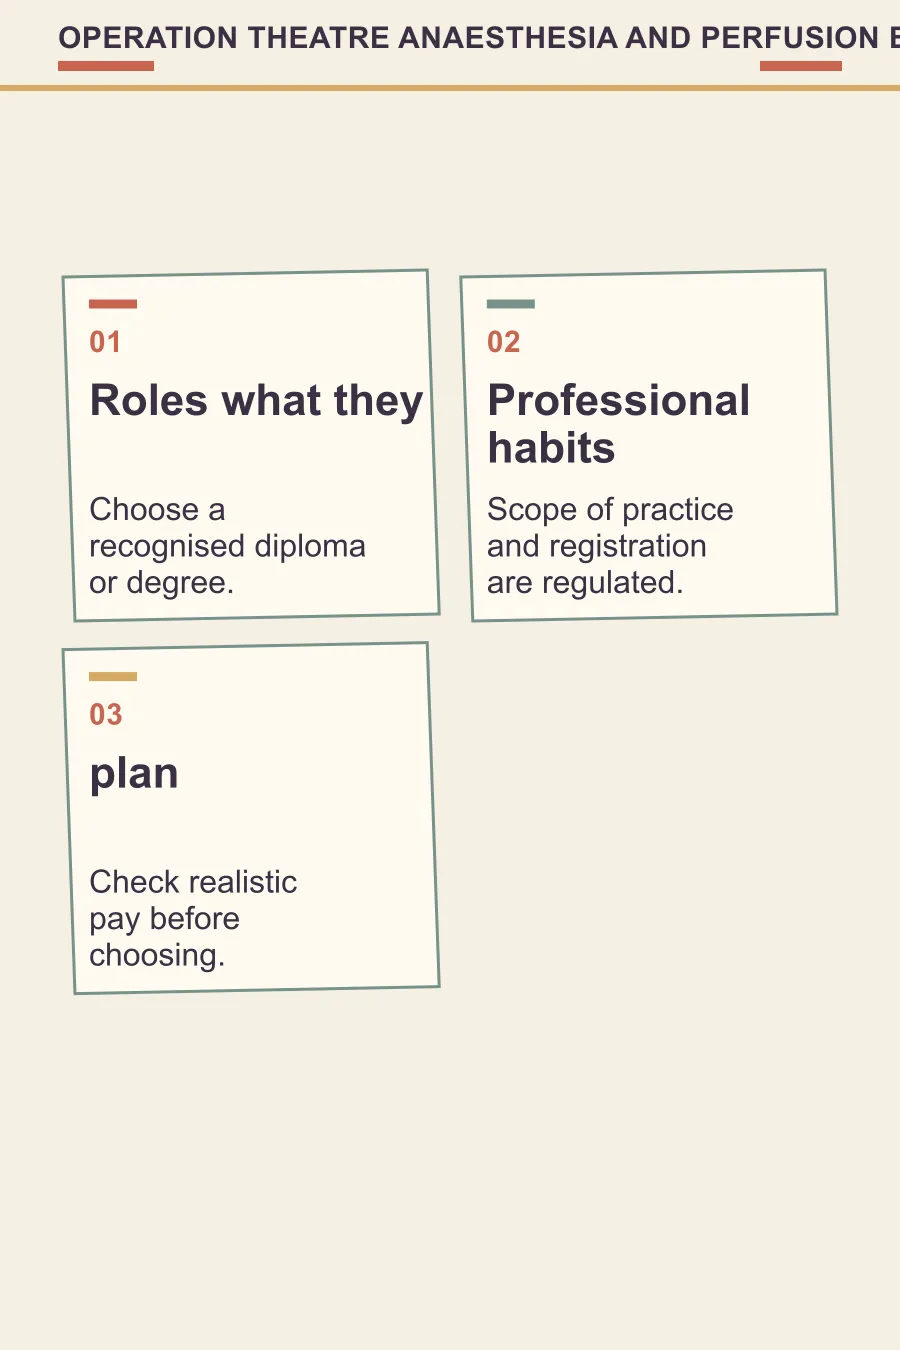 OPERATION THEATRE ANAESTHESIA AND PERFUSION
01
Roles what they
Choose a
recognised diploma
or degree.
02
Professional
habits
Scope of practice
and registration
are regulated.
03
plan
Check realistic
pay before
choosing.